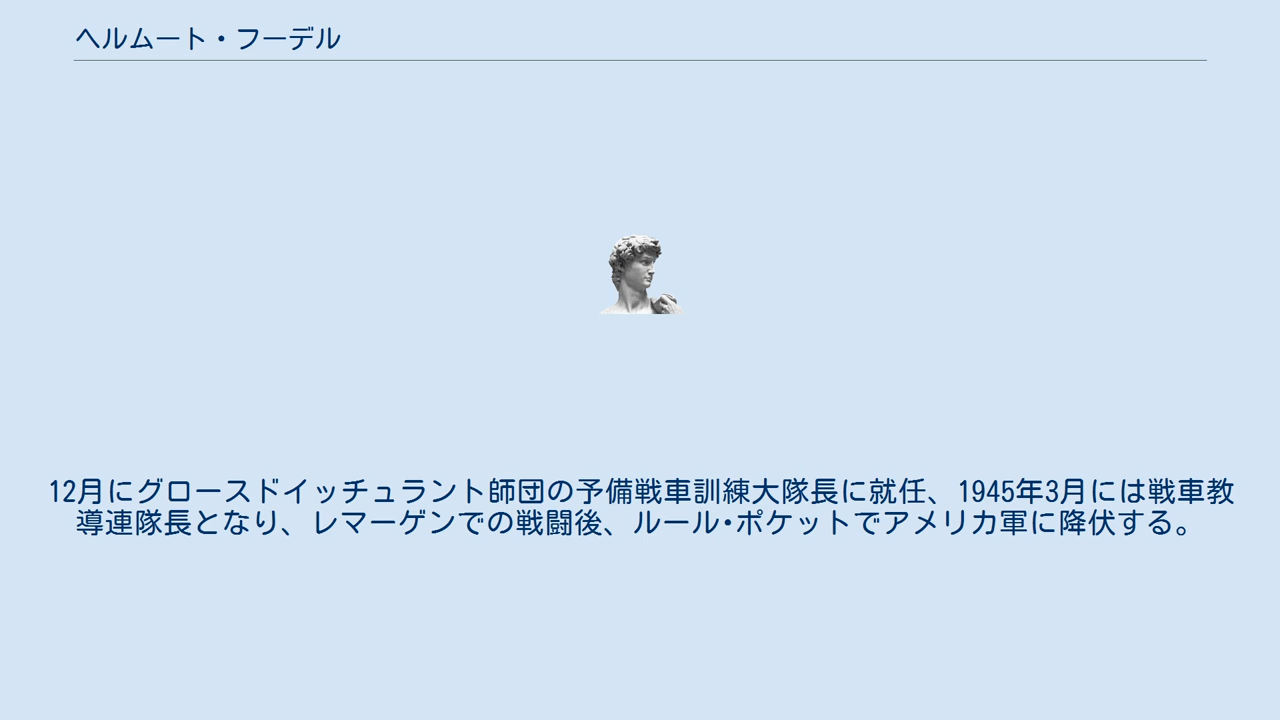 ヘルムート・フーデル
12月にグロースドイッチュラント師団の予備戦車訓練大隊長に就任、1945年3月には戦車教
導連隊長となり、レマーゲンでの戦闘後、ルール・ポケットでアメリカ軍に降伏する。